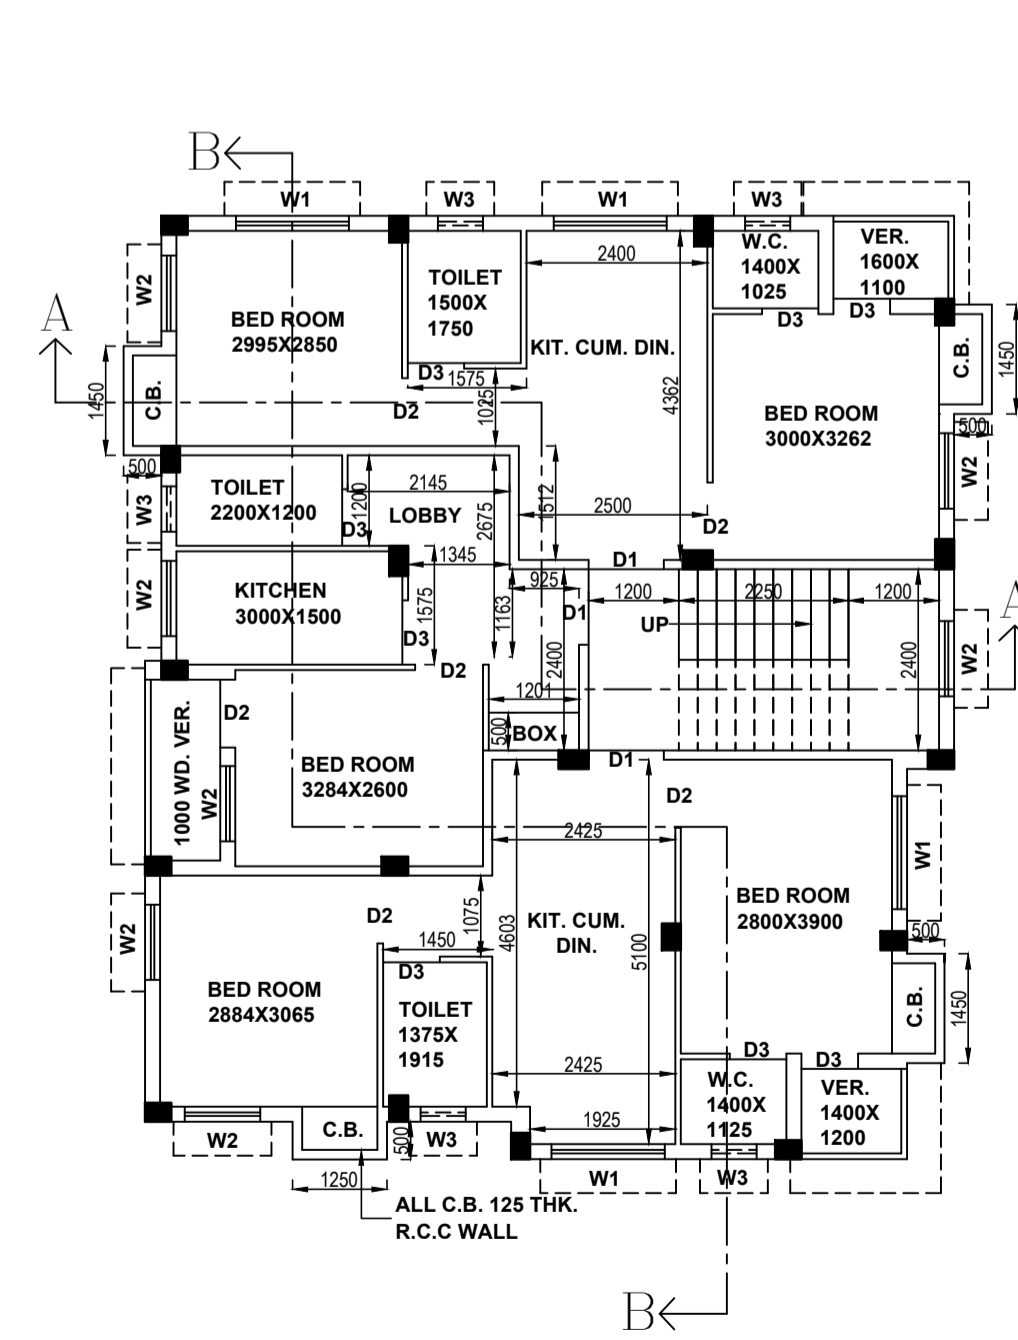 B
W1
W3
W1
W3
W2
A
BED ROOM
2995X2850
TOILET
1500X
1750
2400
W.C.
1400X
1025
VER.
1600X
1100
D3
D3
KIT. CUM. DIN.
4362
D3
1575
1025
D2
C.B.
1450
500
BED ROOM
3000X3262
C.B.
1450
500
W2
W3
TOILET
2200X1200
D3
1200
2145
LOBBY
2675
1512
2500
D2
D1
W2
KITCHEN
3000X1500
1345
1575
D3
D2
925
1163
D1
2400
1200
2250
1200
UP
2400
W2
A
1201
500
BOX
D1
D2
1000 WD. VER.
W2
BED ROOM
3284X2600
D2
2425
W1
W2
D2
1075
1450
D3
4603
KIT. CUM.
DIN.
5100
BED ROOM
2800X3900
500
C.B.
1450
BED ROOM
2884X3065
TOILET
1375X
1915
2425
D3
D3
W.C.
1400X
1125
VER.
1400X
1200
1925
W2
C.B.
500
W3
W1
W3
1250
ALL C.B. 125 THK.
R.C.C WALL
B